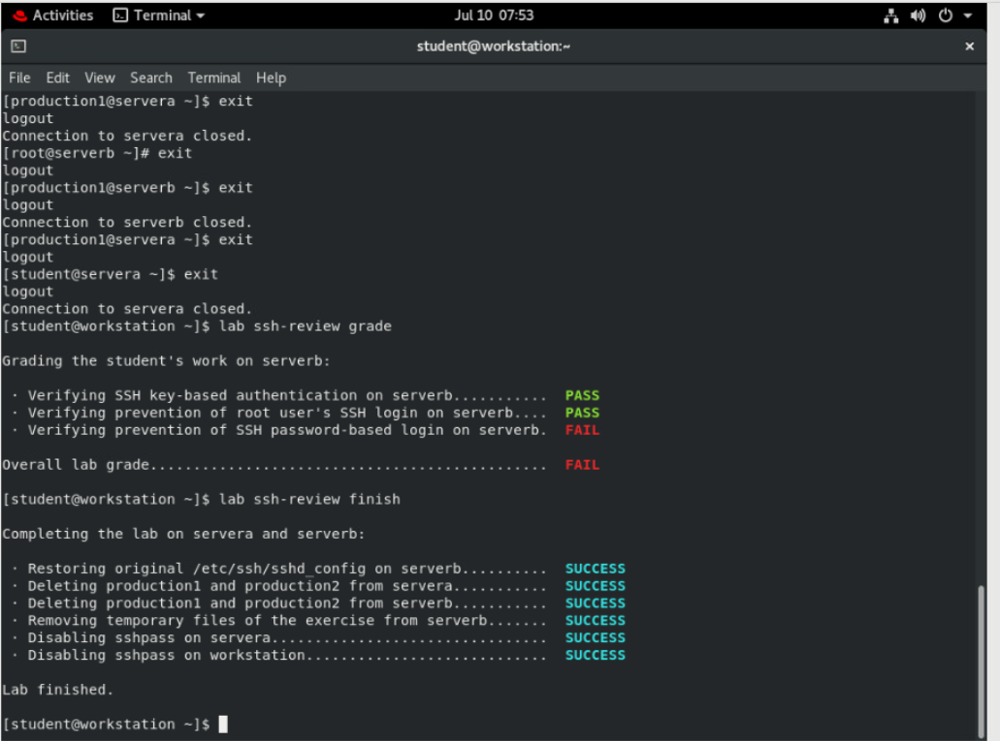 Activities Terminal Jul 10 07:53
student@workstation:~ ×
File Edit View Search Terminal Help
[production1@servera ~]$ exit
logout
Connection to servera closed.
[root@serverb ~]# exit
logout
[production1@serverb ~]$ exit
logout
Connection to serverb closed.
[production1@servera ~]$ exit
logout
[student@servera ~]$ exit
logout
Connection to servera closed.
[student@workstation ~]$ lab ssh-review grade
Grading the student's work on serverb:
· Verifying SSH key-based authentication on serverb........... PASS
· Verifying prevention of root user's SSH login on serverb.... PASS
· Verifying prevention of SSH password-based login on serverb. FAIL
Overall lab grade.............................................. FAIL
[student@workstation ~]$ lab ssh-review finish
Completing the lab on servera and serverb:
· Restoring original /etc/ssh/sshd_config on serverb.......... SUCCESS
· Deleting production1 and production2 from servera........... SUCCESS
· Deleting production1 and production2 from serverb........... SUCCESS
· Removing temporary files of the exercise from serverb....... SUCCESS
· Disabling sshpass on servera................................ SUCCESS
· Disabling sshpass on workstation............................ SUCCESS
Lab finished.
[student@workstation ~]$